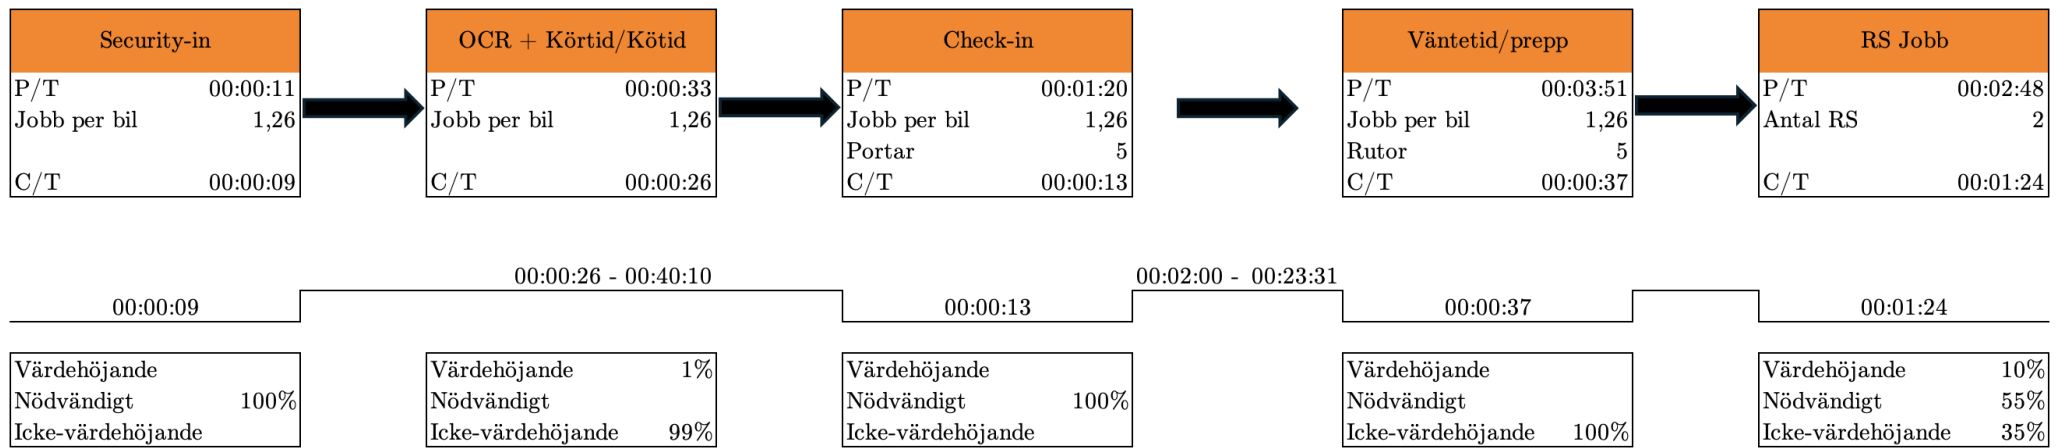 Security-in
P/T 00:00:11
Jobb per bil 1,26
C/T 00:00:09
OCR + Körtid/Kötid
P/T 00:00:33
Jobb per bil 1,26
C/T 00:00:26
Check-in
P/T 00:01:20
Jobb per bil 1,26
Portar 5
C/T 00:00:13
Väntetid/prepp
P/T 00:03:51
Jobb per bil 1,26
Rutor 5
C/T 00:00:37
RS Jobb
P/T 00:02:48
Antal RS 2
C/T 00:01:24
00:00:09
00:00:26 - 00:40:10
00:00:13
00:02:00 - 00:23:31
00:00:37
00:01:24
Värdehöjande
Nödvändigt 100%
Icke-värdehöjande
Värdehöjande 1%
Nödvändigt
Icke-värdehöjande 99%
Värdehöjande
Nödvändigt 100%
Icke-värdehöjande
Värdehöjande
Nödvändigt
Icke-värdehöjande 100%
Värdehöjande 10%
Nödvändigt 55%
Icke-värdehöjande 35%